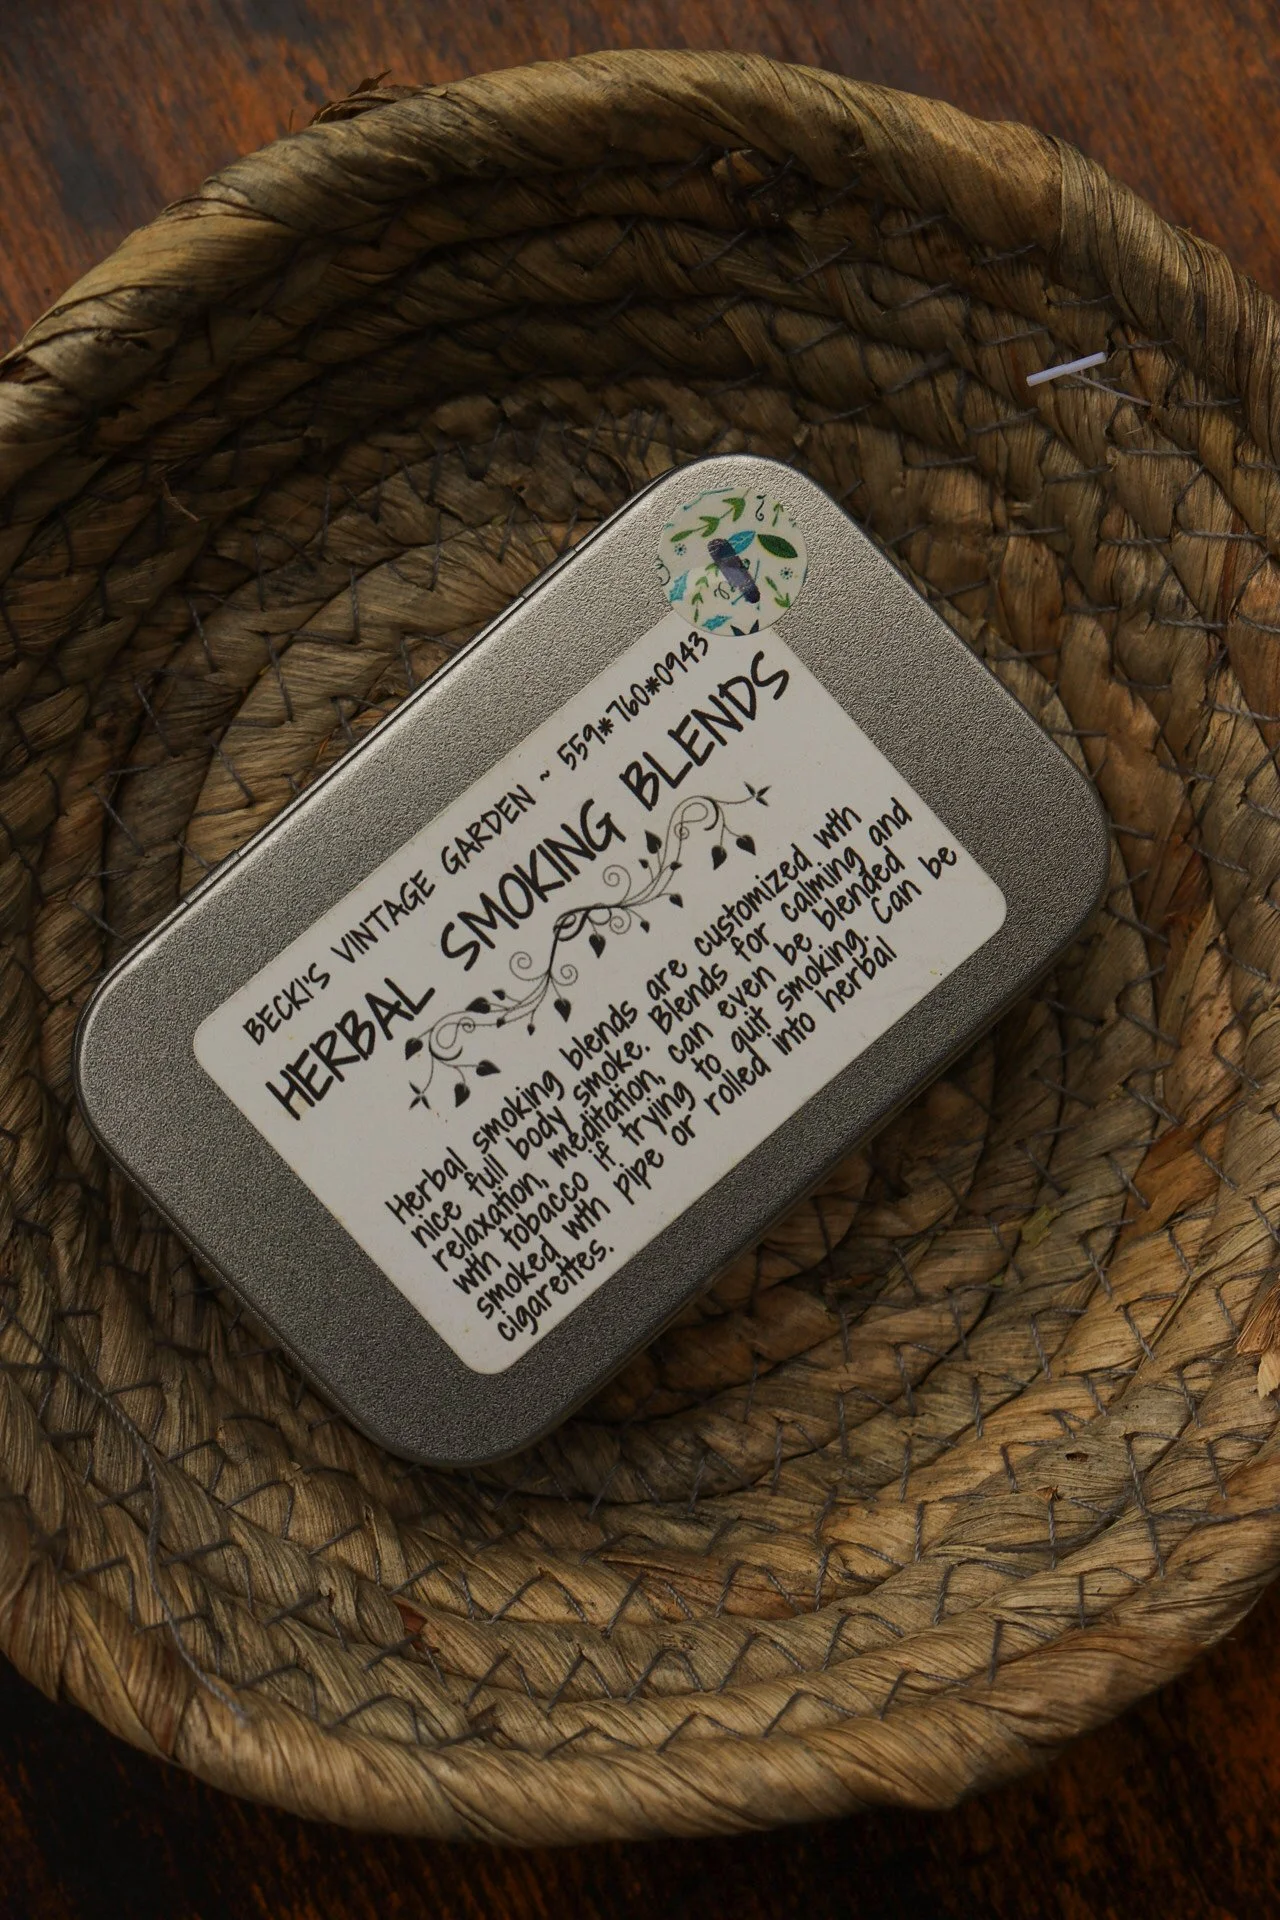 BECKI'S VINTAGE GARDEN ~ 559*760*0943
HERBAL SMOKING BLENDS
Herbal smoking blends are customized with
nice full body smoke. Blends for calming and
relaxation, meditation, can even be blended
with tobacco if trying to quit smoking. Can be
smoked with pipe or rolled into herbal
cigarettes.